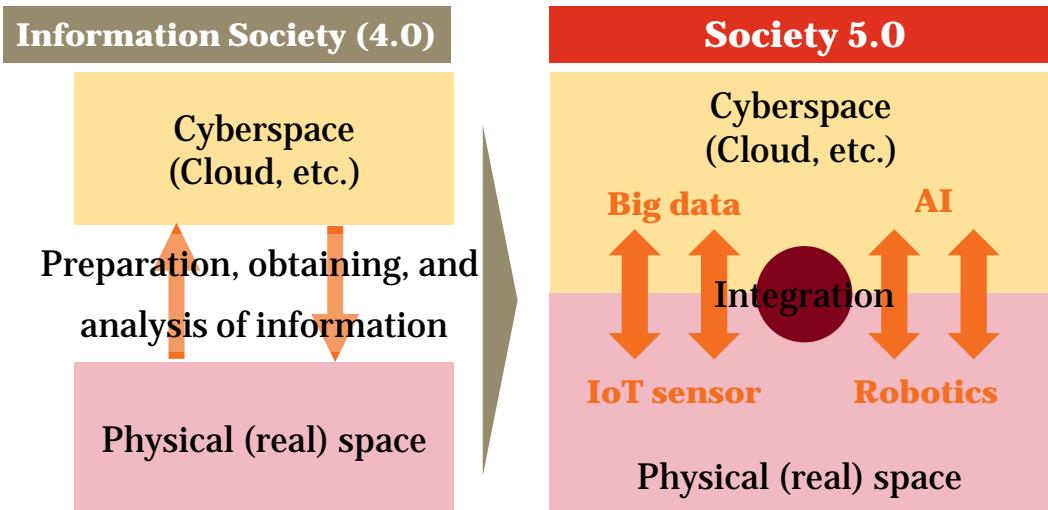 Information Society (4.0)
Cyberspace
(Cloud, etc.)
Preparation, obtaining, and
analysis of information
Physical (real) space
Society 5.0
Cyberspace
(Cloud, etc.)
Big data
AI
Integration
IoT sensor
Robotics
Physical (real) space